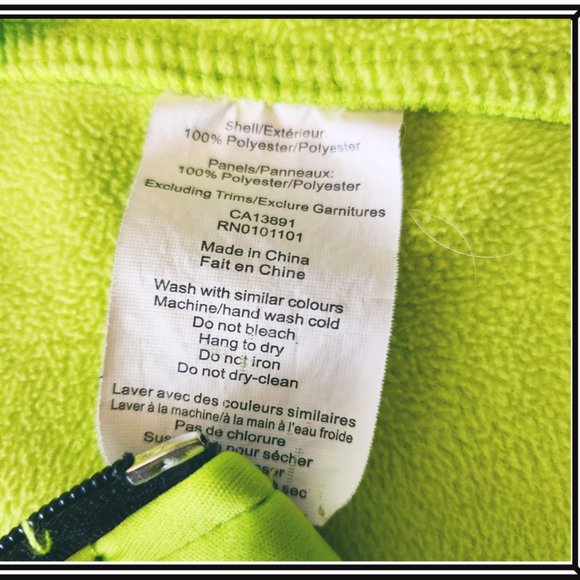 Shell/Extérieur
100% Polyester/Polyester
Panels/Panneaux:
100% Polyester/Polyester
Excluding Trims/Exclure Garnitures
CA13891
RN0101101
Made in China
Fait en Chine
Wash with similar colours
Machine/hand wash cold
Do not bleach
Hang to dry
Do not iron
Do not dry-clean
Laver avec des couleurs similaires
Laver à la machine/à la main à l'eau froide
Pas de chlorure
pour sécher
sec